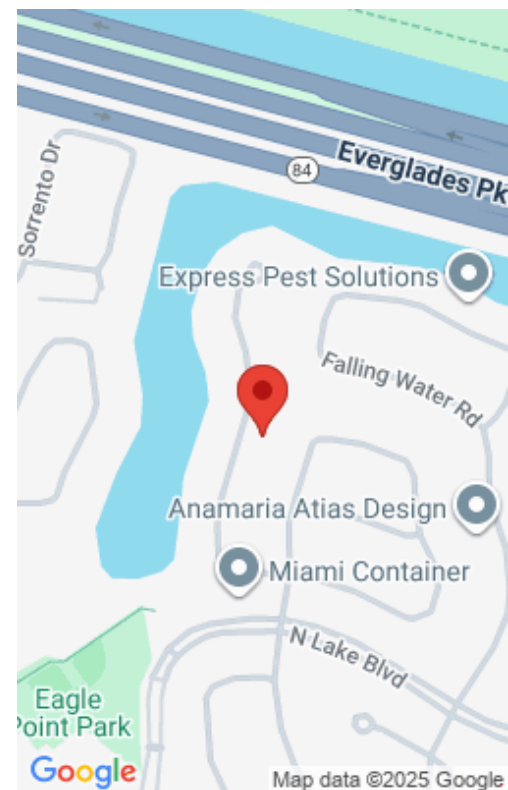 Everglades Pk
84
Sorrento Dr
Express Pest Solutions
Falling Water Rd
Anamaria Atias Design
Miami Container
N Lake Blvd
Eagle
Point Park
Google
Map data ©2025 Google